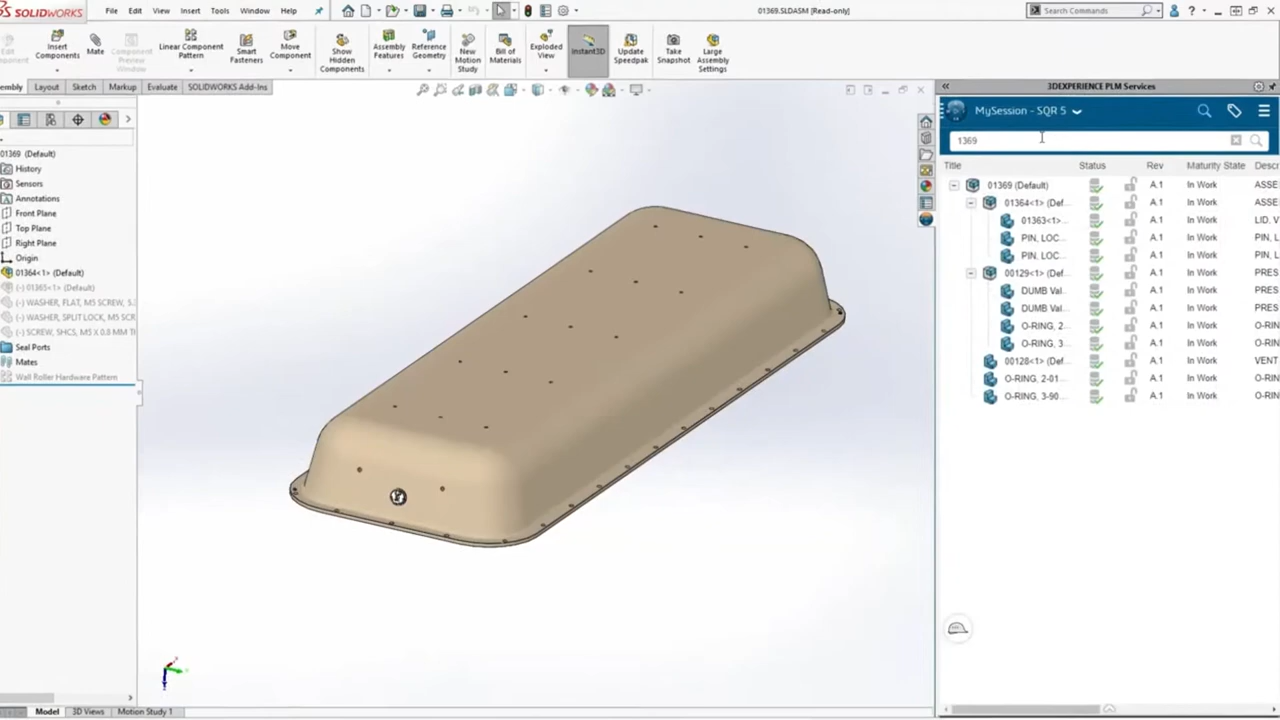 SOLIDWORKS File Edit View Insert Tools Window Help 01369.SLDASM [Read-only] Search Commands
Insert Components
Mate
Component Preview Window
Linear Component Pattern
Smart Fasteners
Move Component
Show Hidden Components
Assembly Features
Reference Geometry
New Motion Study
Bill of Materials
Exploded View
Instant3D
Update Speedpak
Take Snapshot
Large Assembly Settings
embly Layout Sketch Markup Evaluate SOLIDWORKS Add-Ins
01369 (Default)
History
Sensors
Annotations
Front Plane
Top Plane
Right Plane
Origin
01364<1> (Default)
(-) 01365<1> (Default)
(-) WASHER, FLAT, M5 SCREW, 5.
(-) WASHER, SPLIT LOCK, M5 SCR
(-) SCREW, SHCS, M5 X 0.8 MM T
Seal Ports
Mates
Wall Roller Hardware Pattern
Model 3D Views Motion Study 1
3DEXPERIENCE PLM Services
MySession - SQR 5
1369
Title Status Rev Maturity State Descr
01369 (Default) A.1 In Work ASSE
01364<1> (Def... A.1 In Work ASSE
01363<1>... A.1 In Work LID, V
PIN, LOC... A.1 In Work PIN, L
PIN, LOC... A.1 In Work PIN, L
00129<1> (Def... A.1 In Work PRES
DUMB Val... A.1 In Work PRES
DUMB Val... A.1 In Work PRES
O-RING, 2... A.1 In Work O-RIN
O-RING, 3... A.1 In Work O-RIN
00128<1> (Def... A.1 In Work VENT
O-RING, 2-01... A.1 In Work O-RIN
O-RING, 3-90... A.1 In Work O-RIN